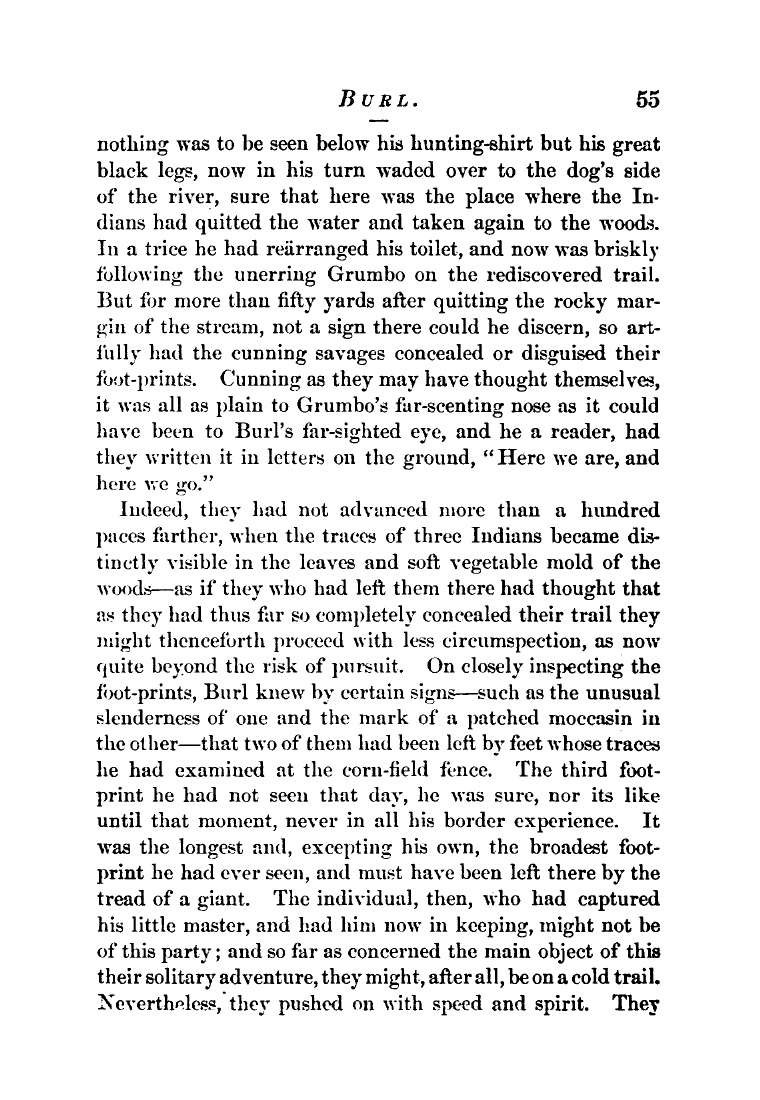 BURL. 55
nothing was to be seen below his hunting-shirt but his great
black legs, now in his turn waded over to the dog's side
of the river, sure that here was the place where the In-
dians had quitted the water and taken again to the woods.
In a trice he had reärranged his toilet, and now was briskly
following the unerring Grumbo on the rediscovered trail.
But for more than fifty yards after quitting the rocky mar-
gin of the stream, not a sign there could he discern, so art-
fully had the cunning savages concealed or disguised their
foot-prints. Cunning as they may have thought themselves,
it was all as plain to Grumbo's far-scenting nose as it could
have been to Burl's far-sighted eye, and he a reader, had
they written it in letters on the ground, "Here we are, and
here we go."
Indeed, they had not advanced more than a hundred
paces farther, when the traces of three Indians became dis-
tinctly visible in the leaves and soft vegetable mold of the
woods—as if they who had left them there had thought that
as they had thus far so completely concealed their trail they
might thenceforth proceed with less circumspection, as now
quite beyond the risk of pursuit. On closely inspecting the
foot-prints, Burl knew by certain signs—such as the unusual
slenderness of one and the mark of a patched moccasin in
the other—that two of them had been left by feet whose traces
he had examined at the corn-field fence. The third foot-
print he had not seen that day, he was sure, nor its like
until that moment, never in all his border experience. It
was the longest and, excepting his own, the broadest foot-
print he had ever seen, and must have been left there by the
tread of a giant. The individual, then, who had captured
his little master, and had him now in keeping, might not be
of this party; and so far as concerned the main object of this
their solitary adventure, they might, after all, be on a cold trail.
Nevertheless, they pushed on with speed and spirit. They